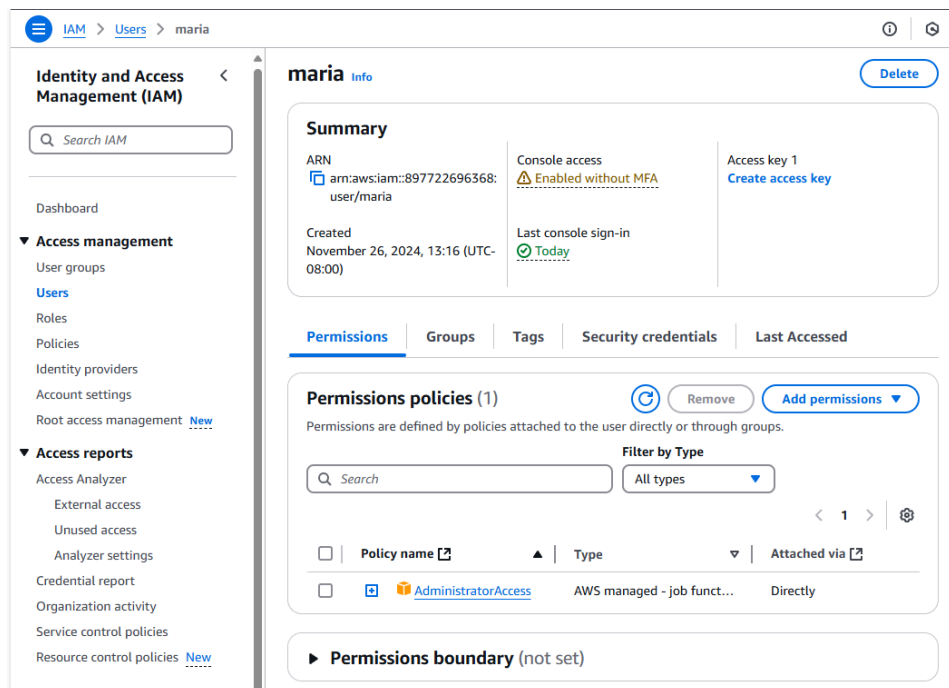 IAM > Users > maria
Identity and Access
Management (IAM)
Search IAM
Dashboard
Access management
User groups
Users
Roles
Policies
Identity providers
Account settings
Root access management New
Access reports
Access Analyzer
External access
Unused access
Analyzer settings
Credential report
Organization activity
Service control policies
Resource control policies New
maria Info
Delete
Summary
ARN
arn:aws:iam::897722696368:
user/maria
Created
November 26, 2024, 13:16 (UTC-
08:00)
Console access
Enabled without MFA
Last console sign-in
Today
Access key 1
Create access key
Permissions Groups Tags Security credentials Last Accessed
Permissions policies (1)
Remove
Add permissions
Permissions are defined by policies attached to the user directly or through groups.
Filter by Type
Search
All types
< 1 >
Policy name Type Attached via
AdministratorAccess AWS managed - job funct... Directly
Permissions boundary (not set)